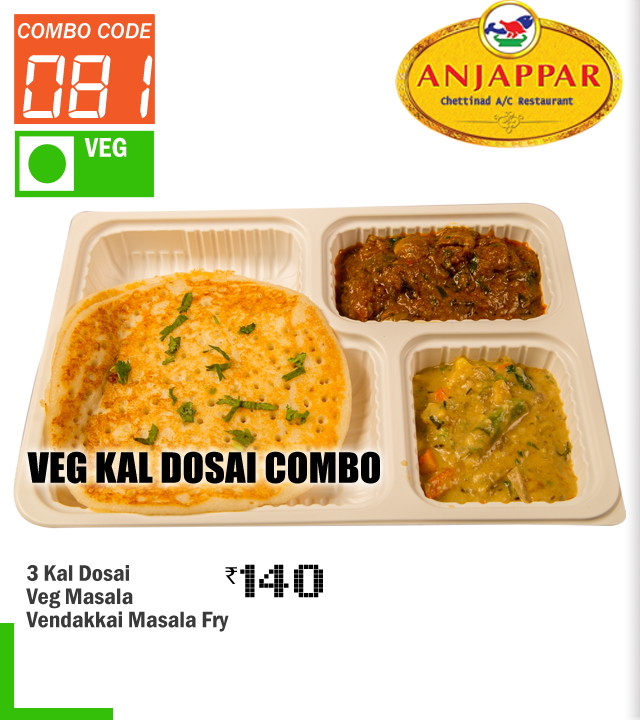 COMBO CODE
081
VEG
ANJAPPAR
Chettinad A/C Restaurant
VEG KAL DOSAI COMBO
3 Kal Dosai
₹140
Veg Masala
Vendakkai Masala Fry